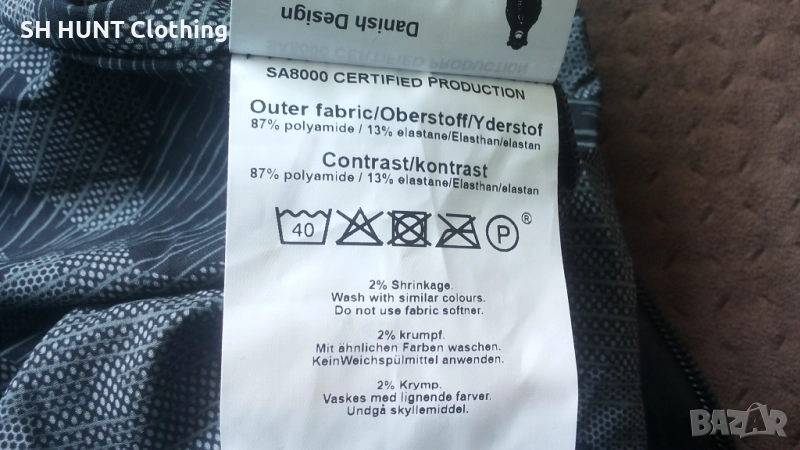 SH HUNT Clothing
Danish Design
SA8000 CERTIFIED PRODUCTION
Outer fabric/Oberstoff/Yderstof
87% polyamide / 13% elastane/Elasthan/elastan
Contrast/kontrast
87% polyamide / 13% elastane/Elasthan/elastan
40 P ®
2% Shrinkage.
Wash with similar colours.
Do not use fabric softner.
2% krumpf.
Mit ähnlichen Farben waschen.
KeinWeichspülmittel anwenden.
2% Krymp.
Vaskes med lignende farver.
Undgå skyllemiddel.
BAZAR